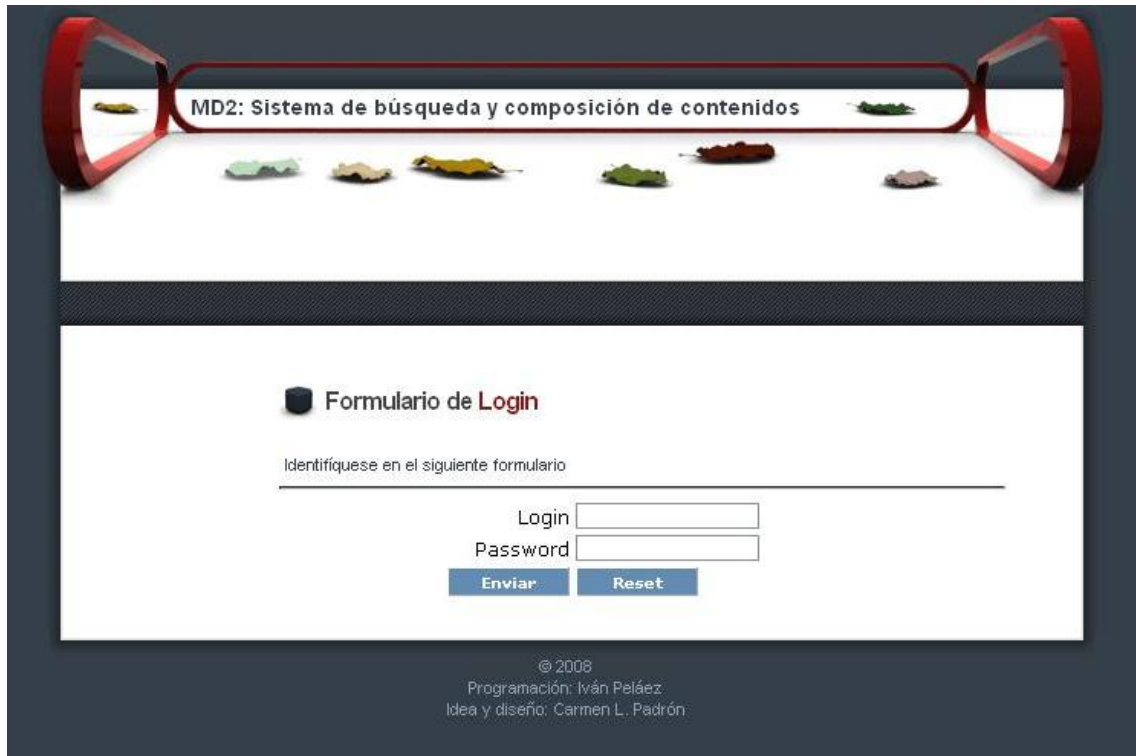 MD2: Sistema de búsqueda y composición de contenidos
Formulario de Login
Identifíquese en el siguiente formulario
Login
Password
Enviar Reset
© 2008
Programación: Iván Peláez
Idea y diseño: Carmen L. Padrón